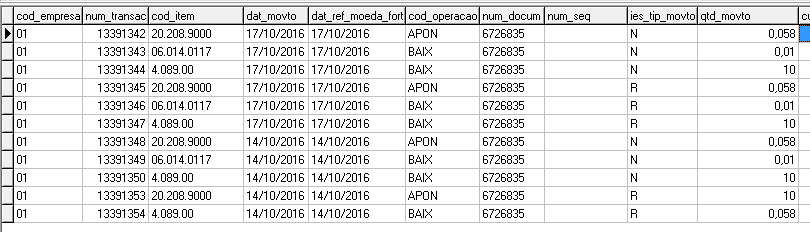 cod_empresa num_transac cod_item dat_movto dat_ref_moeda_fort cod_operacao num_docum num_seq ies_tip_movto qtd_movto cu
01 13391342 20.208.9000 17/10/2016 17/10/2016 APON 6726835 N 0,058
01 13391343 06.014.0117 17/10/2016 17/10/2016 BAIX 6726835 N 0,01
01 13391344 4.089.00 17/10/2016 17/10/2016 BAIX 6726835 N 10
01 13391345 20.208.9000 17/10/2016 17/10/2016 APON 6726835 R 0,058
01 13391346 06.014.0117 17/10/2016 17/10/2016 BAIX 6726835 R 0,01
01 13391347 4.089.00 17/10/2016 17/10/2016 BAIX 6726835 R 10
01 13391348 20.208.9000 14/10/2016 14/10/2016 APON 6726835 N 0,058
01 13391349 06.014.0117 14/10/2016 14/10/2016 BAIX 6726835 N 0,01
01 13391350 4.089.00 14/10/2016 14/10/2016 BAIX 6726835 N 10
01 13391353 20.208.9000 14/10/2016 14/10/2016 APON 6726835 R 10
01 13391354 4.089.00 14/10/2016 14/10/2016 BAIX 6726835 R 0,058